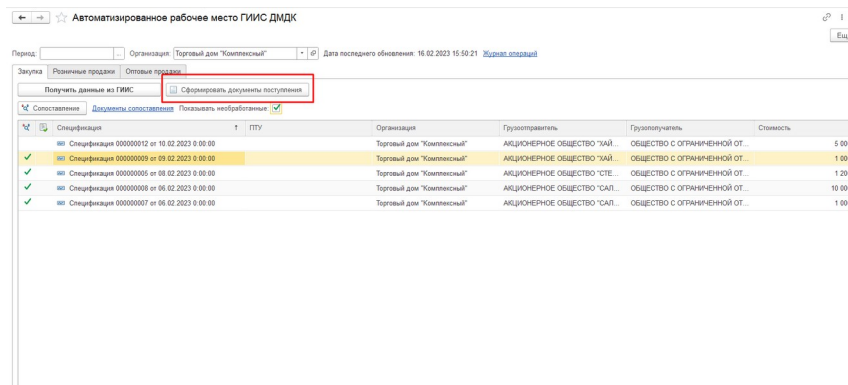 Автоматизированное рабочее место ГИИС ДМДК
Ещ
Период: ... Организация: Торговый дом "Комплексный" Дата последнего обновления: 16.02.2023 15:50:21 Журнал операций
Закупка Розничные продажи Оптовые продажи
Получить данные из ГИИС Сформировать документы поступления
Сопоставление Документы сопоставления Показывать необработанные:
Спецификация ↑ ПТУ Организация Грузоотправитель Грузополучатель Стоимость
Спецификация 000000012 от 10.02.2023 0:00:00 Торговый дом "Комплексный" АКЦИОНЕРНОЕ ОБЩЕСТВО "ХАЙ... ОБЩЕСТВО С ОГРАНИЧЕННОЙ ОТ... 5 00
Спецификация 000000009 от 09.02.2023 0:00:00 Торговый дом "Комплексный" АКЦИОНЕРНОЕ ОБЩЕСТВО "ХАЙ... ОБЩЕСТВО С ОГРАНИЧЕННОЙ ОТ... 1 00
Спецификация 000000005 от 08.02.2023 0:00:00 Торговый дом "Комплексный" АКЦИОНЕРНОЕ ОБЩЕСТВО "СТЕ... ОБЩЕСТВО С ОГРАНИЧЕННОЙ ОТ... 1 20
Спецификация 000000008 от 06.02.2023 0:00:00 Торговый дом "Комплексный" АКЦИОНЕРНОЕ ОБЩЕСТВО "САП... ОБЩЕСТВО С ОГРАНИЧЕННОЙ ОТ... 10 00
Спецификация 000000007 от 06.02.2023 0:00:00 Торговый дом "Комплексный" АКЦИОНЕРНОЕ ОБЩЕСТВО "САП... ОБЩЕСТВО С ОГРАНИЧЕННОЙ ОТ... 1 00